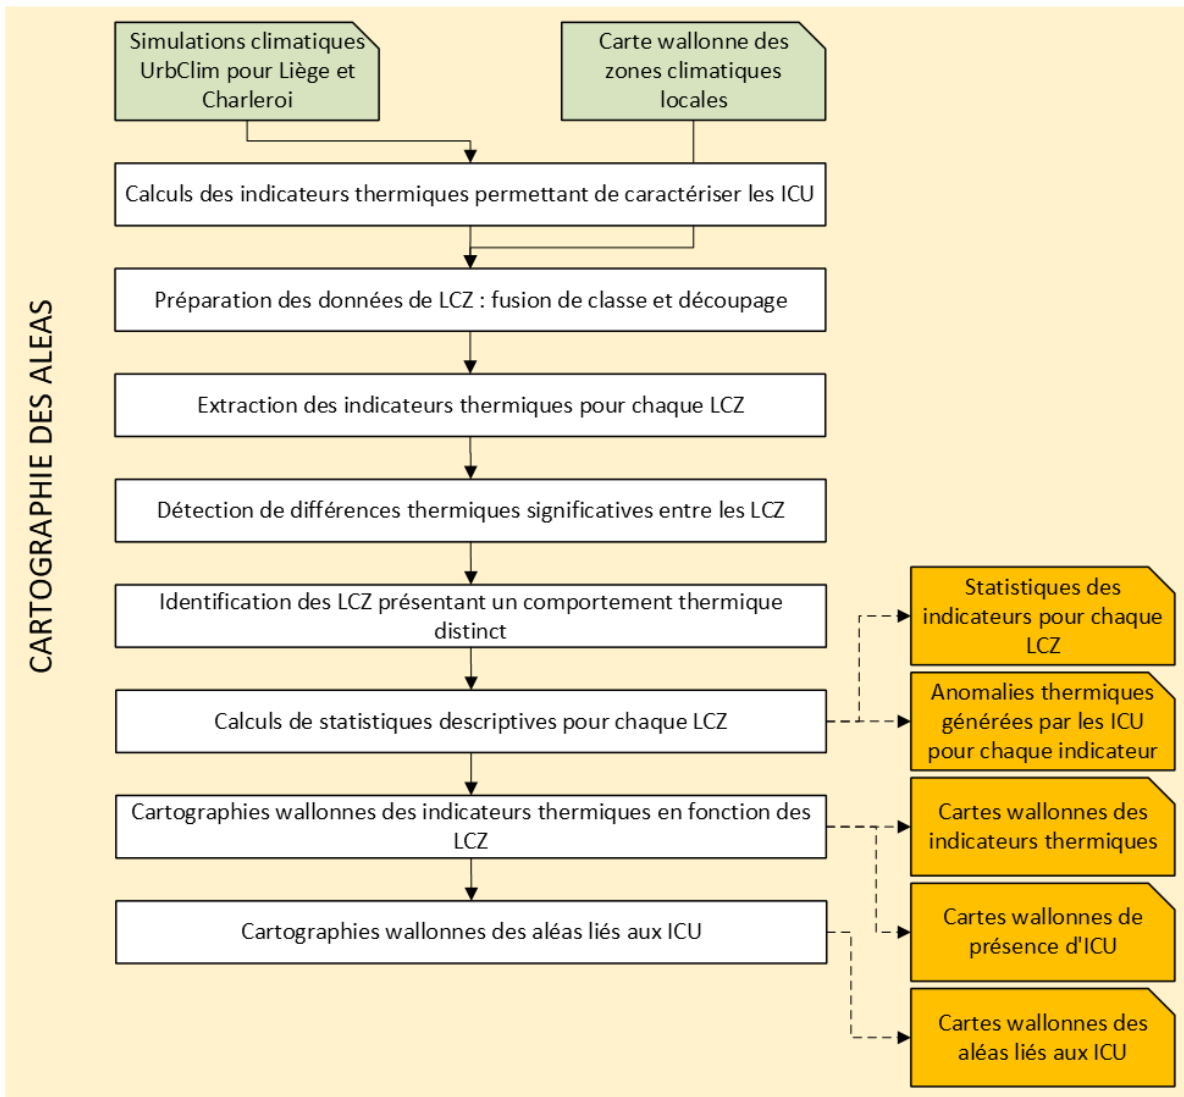 CARTOGRAPHIE DES ALEAS
Simulations climatiques
UrbClim pour Liège et
Charleroi
Carte wallonne des
zones climatiques
locales
Calculs des indicateurs thermiques permettant de caractériser les ICU
Préparation des données de LCZ : fusion de classe et découpage
Extraction des indicateurs thermiques pour chaque LCZ
Détection de différences thermiques significatives entre les LCZ
Identification des LCZ présentant un comportement thermique
distinct
Calculs de statistiques descriptives pour chaque LCZ
Cartographies wallonnes des indicateurs thermiques en fonction des
LCZ
Cartographies wallonnes des aléas liés aux ICU
Statistiques des
indicateurs pour chaque
LCZ
Anomalies thermiques
générées par les ICU
pour chaque indicateur
Cartes wallonnes des
indicateurs thermiques
Cartes wallonnes de
présence d'ICU
Cartes wallonnes des
aléas liés aux ICU